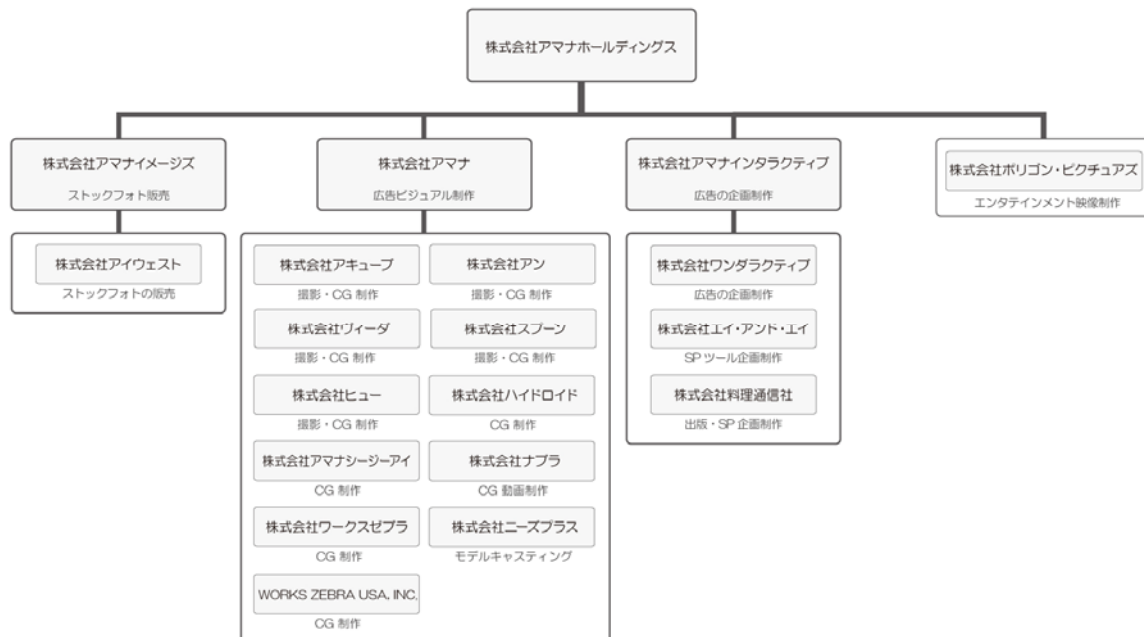 株式会社アマナホールディングス
株式会社アマナイメージズ
ストックフォト販売
株式会社アイウェスト
ストックフォトの販売
株式会社アマナ
広告ビジュアル制作
株式会社アキューブ
撮影・CG 制作
株式会社アン
撮影・CG 制作
株式会社ヴィーダ
撮影・CG 制作
株式会社スプーン
撮影・CG 制作
株式会社ヒュー
撮影・CG 制作
株式会社ハイドロイド
CG 制作
株式会社アマナシージーアイ
CG 制作
株式会社ナブラ
CG 動画制作
株式会社ワークスゼブラ
CG 制作
株式会社ニーズプラス
モデルキャスティング
WORKS ZEBRA USA, INC.
CG 制作
株式会社アマナインタラクティブ
広告の企画制作
株式会社ワンダラクティブ
広告の企画制作
株式会社エイ・アンド・エイ
SP ツール企画制作
株式会社料理通信社
出版・SP 企画制作
株式会社ポリゴン・ピクチュアズ
エンタテインメント映像制作